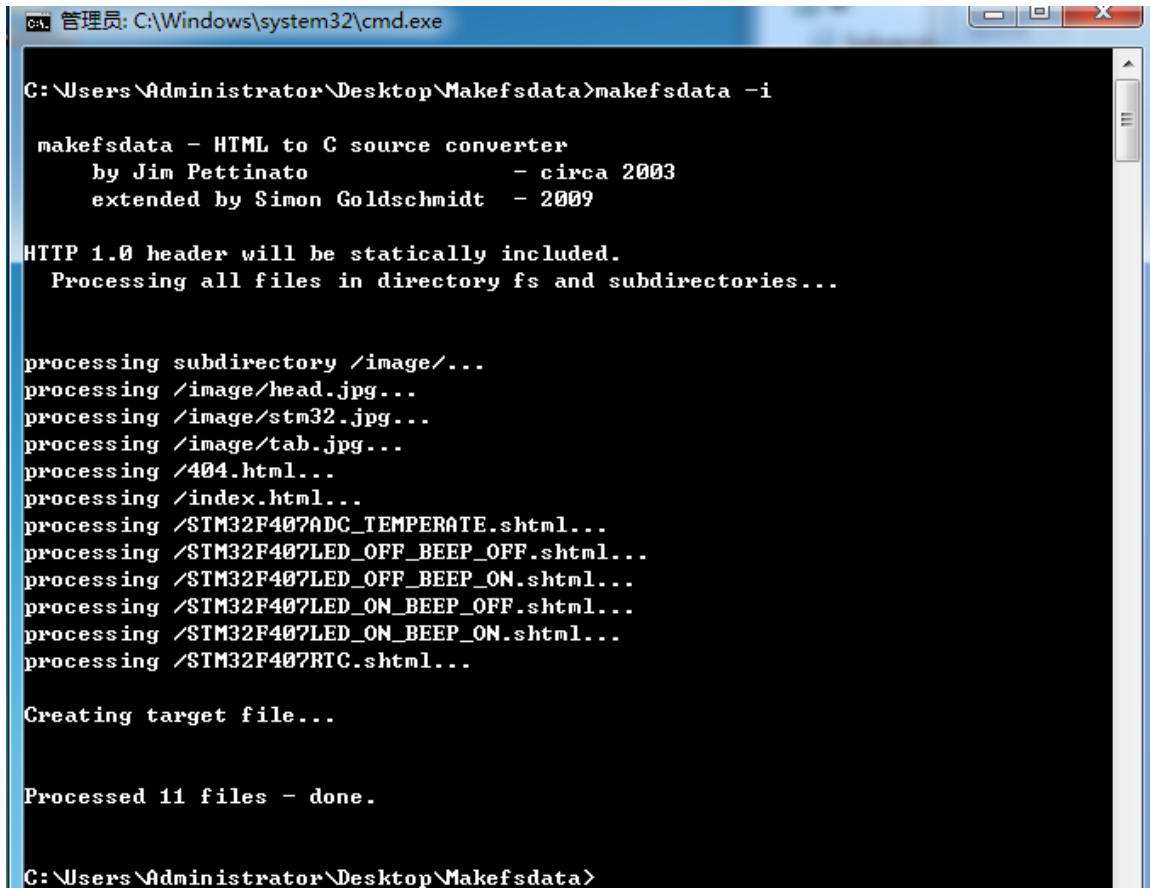 管理员: C:\Windows\system32\cmd.exe
C:\Users\Administrator\Desktop\Makefsdata>makefsdata -i
makefsdata - HTML to C source converter
by Jim Pettinato - circa 2003
extended by Simon Goldschmidt - 2009
HTTP 1.0 header will be statically included.
Processing all files in directory fs and subdirectories...
processing subdirectory /image/...
processing /image/head.jpg...
processing /image/stm32.jpg...
processing /image/tab.jpg...
processing /404.html...
processing /index.html...
processing /STM32F407ADC_TEMPERATE.shtml...
processing /STM32F407LED_OFF_BEEP_OFF.shtml...
processing /STM32F407LED_OFF_BEEP_ON.shtml...
processing /STM32F407LED_ON_BEEP_OFF.shtml...
processing /STM32F407LED_ON_BEEP_ON.shtml...
processing /STM32F407RTC.shtml...
Creating target file...
Processed 11 files - done.
C:\Users\Administrator\Desktop\Makefsdata>